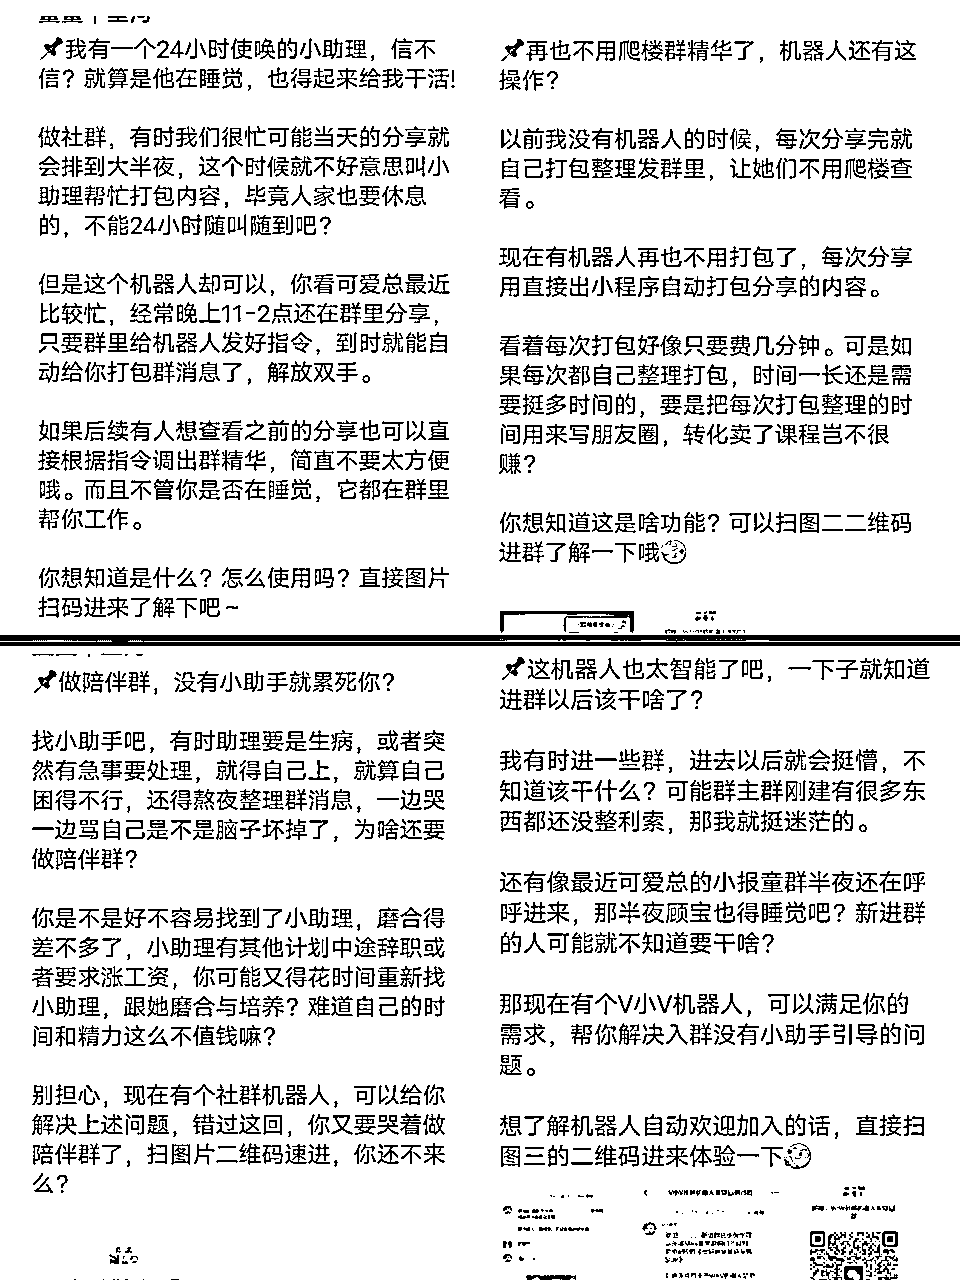 📌我有一个24小时使唤的小助理，信不
信？就算是他在睡觉，也得起来给我干活!
做社群，有时我们很忙可能当天的分享就
会排到大半夜，这个时候就不好意思叫小
助理帮忙打包内容，毕竟人家也要休息
的，不能24小时随叫随到吧？
但是这个机器人却可以，你看可爱总最近
比较忙，经常晚上11-2点还在群里分享，
只要群里给机器人发好指令，到时就能自
动给你打包群消息了，解放双手。
如果后续有人想查看之前的分享也可以直
接根据指令调出群精华，简直不要太方便
哦。而且不管你是否在睡觉，它都在群里
帮你工作。
你想知道是什么？怎么使用吗？直接图片
扫码进来了解下吧～
📌再也不用爬楼群精华了，机器人还有这
操作？
以前我没有机器人的时候，每次分享完就
自己打包整理发群里，让她们不用爬楼查
看。
现在有机器人再也不用打包了，每次分享
用直接出小程序自动打包分享的内容。
看着每次打包好像只要费几分钟。可是如
果每次都自己整理打包，时间一长还是需
要挺多时间的，要是把每次打包整理的时
间用来写朋友圈，转化卖了课程岂不很
赚？
你想知道这是啥功能？可以扫图二二维码
进群了解一下哦
📌做陪伴群，没有小助手就累死你？
找小助手吧，有时助理要是生病，或者突
然有急事要处理，就得自己上，就算自己
困得不行，还得熬夜整理群消息，一边哭
一边骂自己是不是脑子坏掉了，为啥还要
做陪伴群？
你是不是好不容易找到了小助理，磨合得
差不多了，小助理有其他计划中途辞职或
者要求涨工资，你可能又得花时间重新找
小助理，跟她磨合与培养？难道自己的时
间和精力这么不值钱嘛？
别担心，现在有个社群机器人，可以给你
解决上述问题，错过这回，你又要哭着做
陪伴群了，扫图片二维码速进，你还不来
么？
📌这机器人也太智能了吧，一下子就知道
进群以后该干啥了？
我有时进一些群，进去以后就会挺懵，不
知道该干什么？可能群主群刚建有很多东
西都还没整利索，那我就挺迷茫的。
还有像最近可爱总的小报童群半夜还在呼
呼进来，那半夜顾宝也得睡觉吧？新进群
的人可能就不知道要干啥？
那现在有个V小V机器人，可以满足你的
需求，帮你解决入群没有小助手引导的问
题。
想了解机器人自动欢迎加入的话，直接扫
图三的二维码进来体验一下